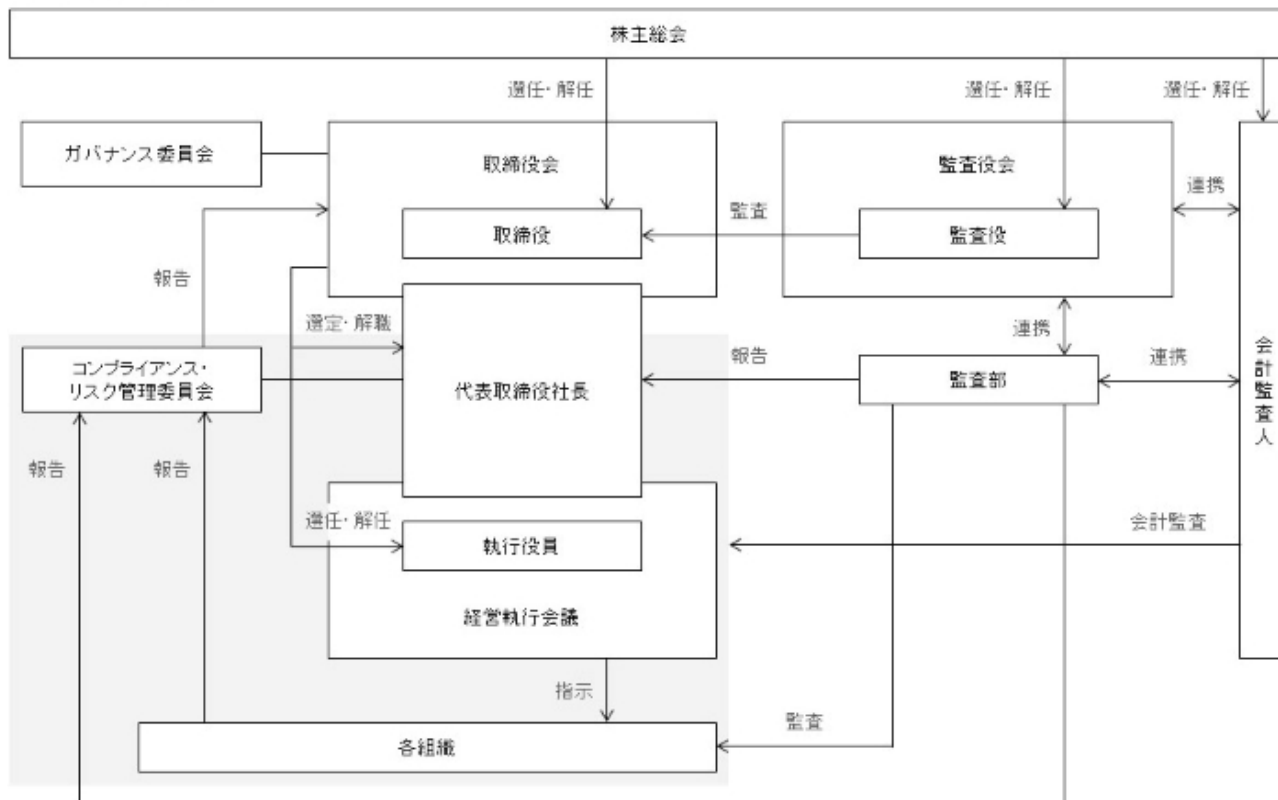 株主総会
選任・解任
選任・解任
選任・解任
ガバナンス委員会
取締役会
監査役会
連携
取締役
監査
監査役
報告
選定・解職
連携
コンプライアンス・
リスク管理委員会
代表取締役社長
報告
監査部
連携
会計監査人
報告
報告
選任・解任
執行役員
会計監査
経営執行会議
指示
各組織
監査